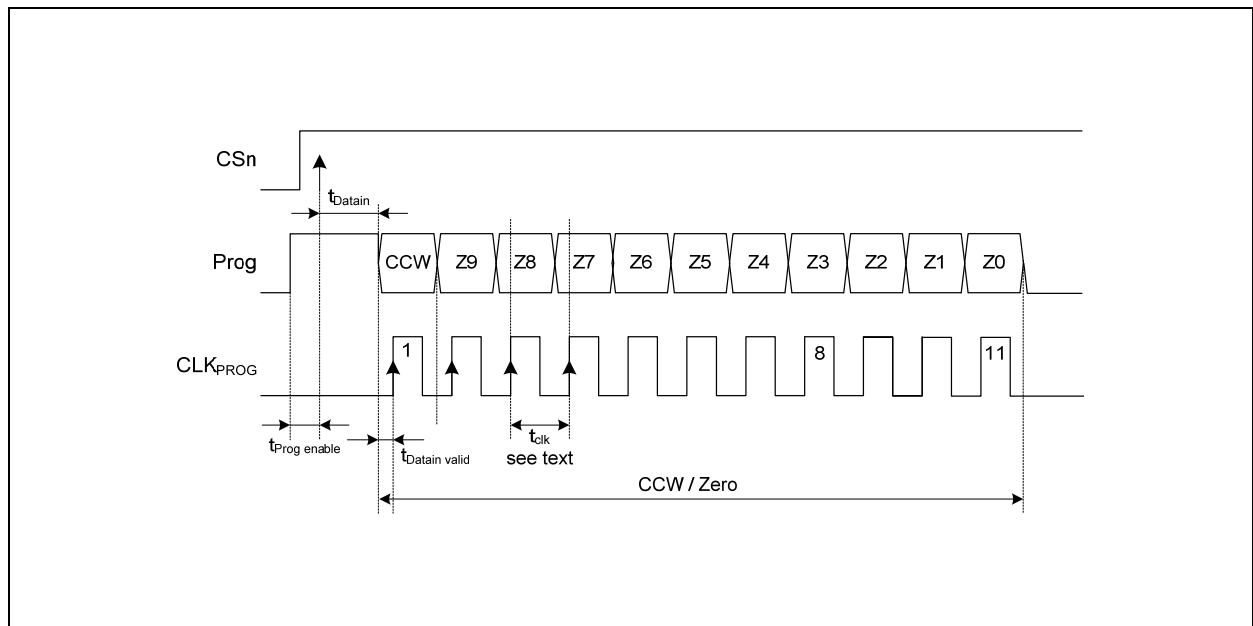 CSn
tDatain
Prog
CCW Z9 Z8 Z7 Z6 Z5 Z4 Z3 Z2 Z1 Z0
CLKPROG
1 8 11
tProg enable
tDatain valid
tclk
see text
CCW / Zero